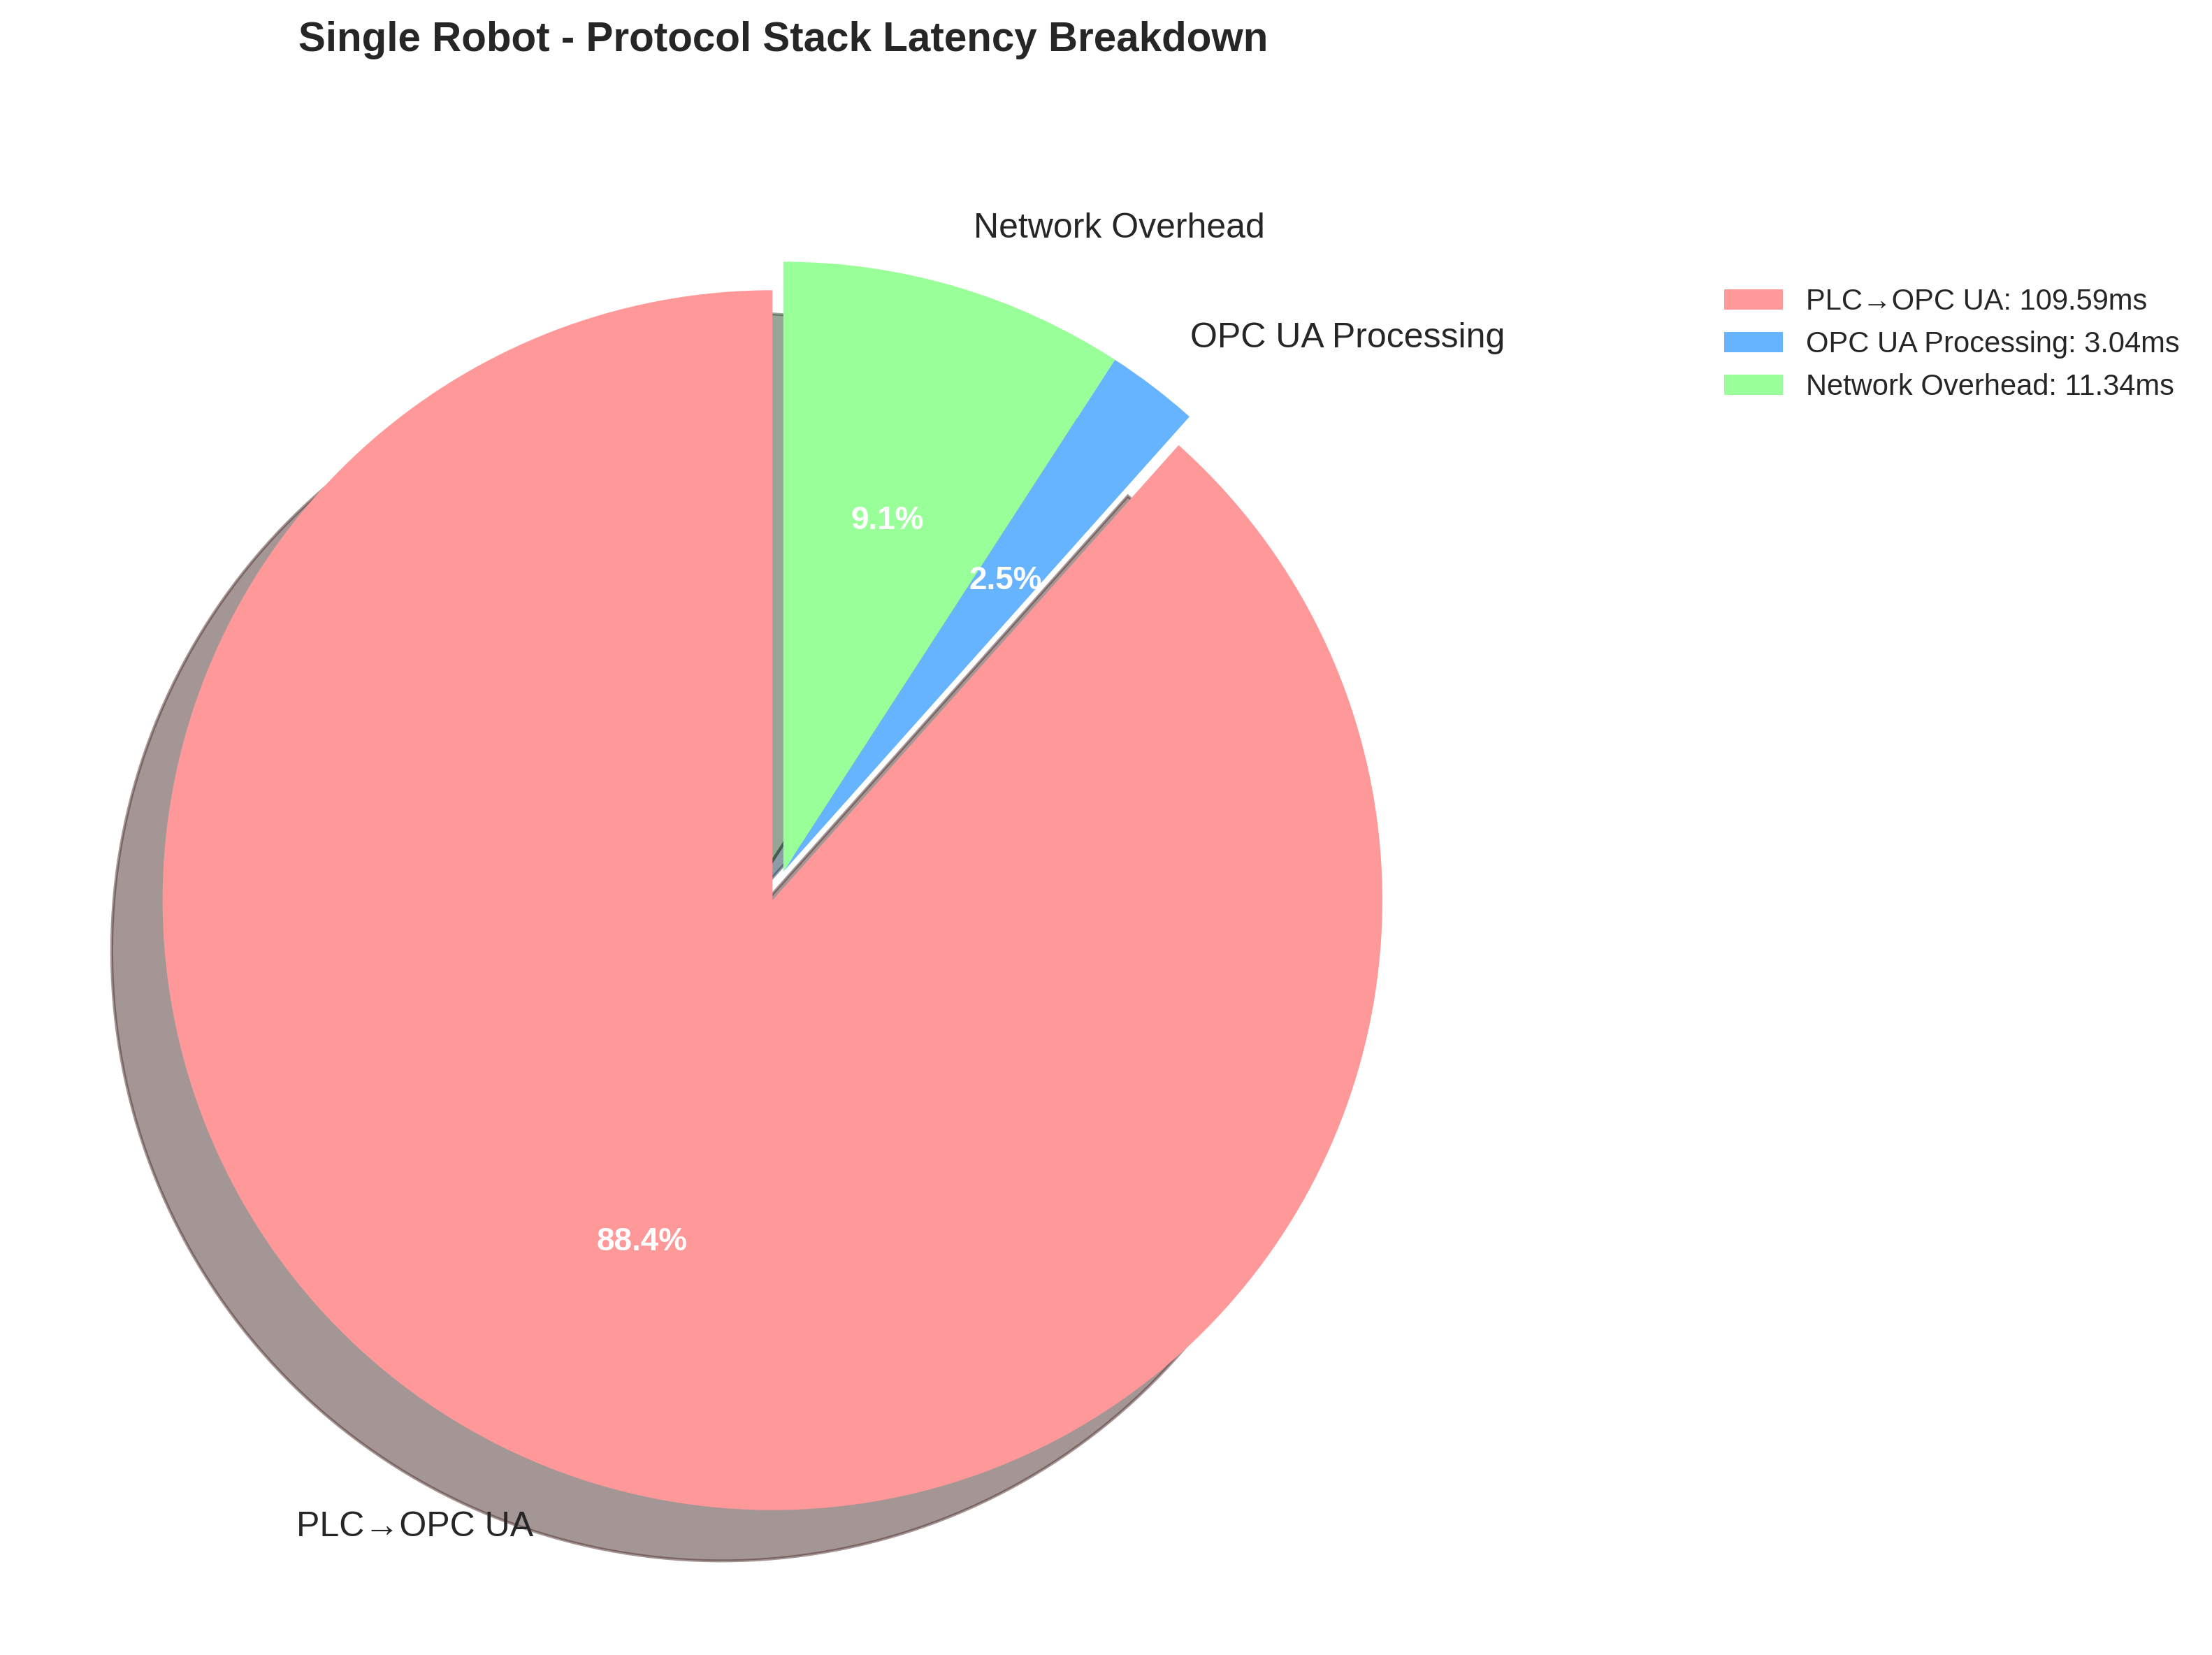 Single Robot - Protocol Stack Latency Breakdown
Network Overhead
OPC UA Processing
PLC→OPC UA: 109.59ms
OPC UA Processing: 3.04ms
Network Overhead: 11.34ms
9.1%
2.5%
88.4%
PLC→OPC UA